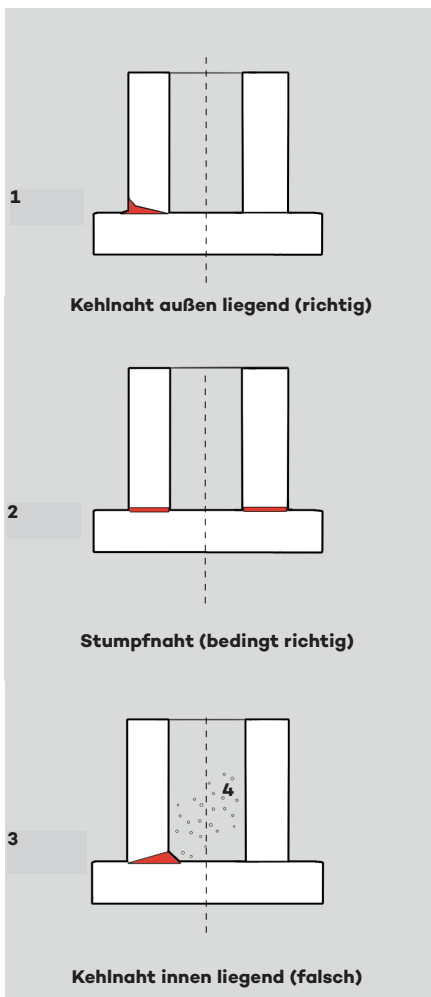 1
Kehlnaht außen liegend (richtig)
2
Stumpfnaht (bedingt richtig)
4
3
Kehlnaht innen liegend (falsch)